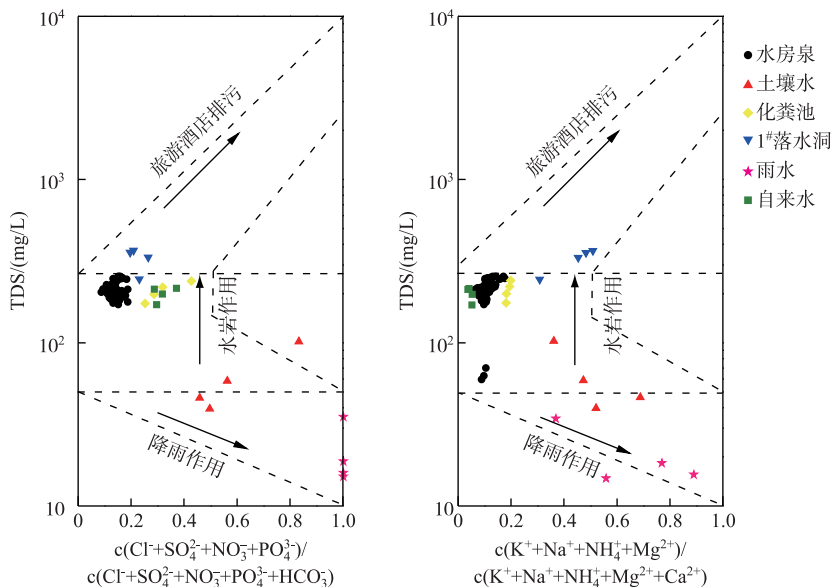 10⁴
10³
10²
10
TDS/(mg/L)
旅游酒店排污
水岩作用
降雨作用
0 0.2 0.4 0.6 0.8 1.0
c(Cl⁻+SO₄²⁻+NO₃⁻+PO₄³⁻)/
c(Cl⁻+SO₄²⁻+NO₃⁻+PO₄³⁻+HCO₃⁻)
10⁴
10³
10²
10
TDS/(mg/L)
旅游酒店排污
水岩作用
降雨作用
0 0.2 0.4 0.6 0.8 1.0
c(K⁺+Na⁺+NH₄⁺+Mg²⁺)/
c(K⁺+Na⁺+NH₄⁺+Mg²⁺+Ca²⁺)
水房泉
土壤水
化粪池
1#落水洞
雨水
自来水